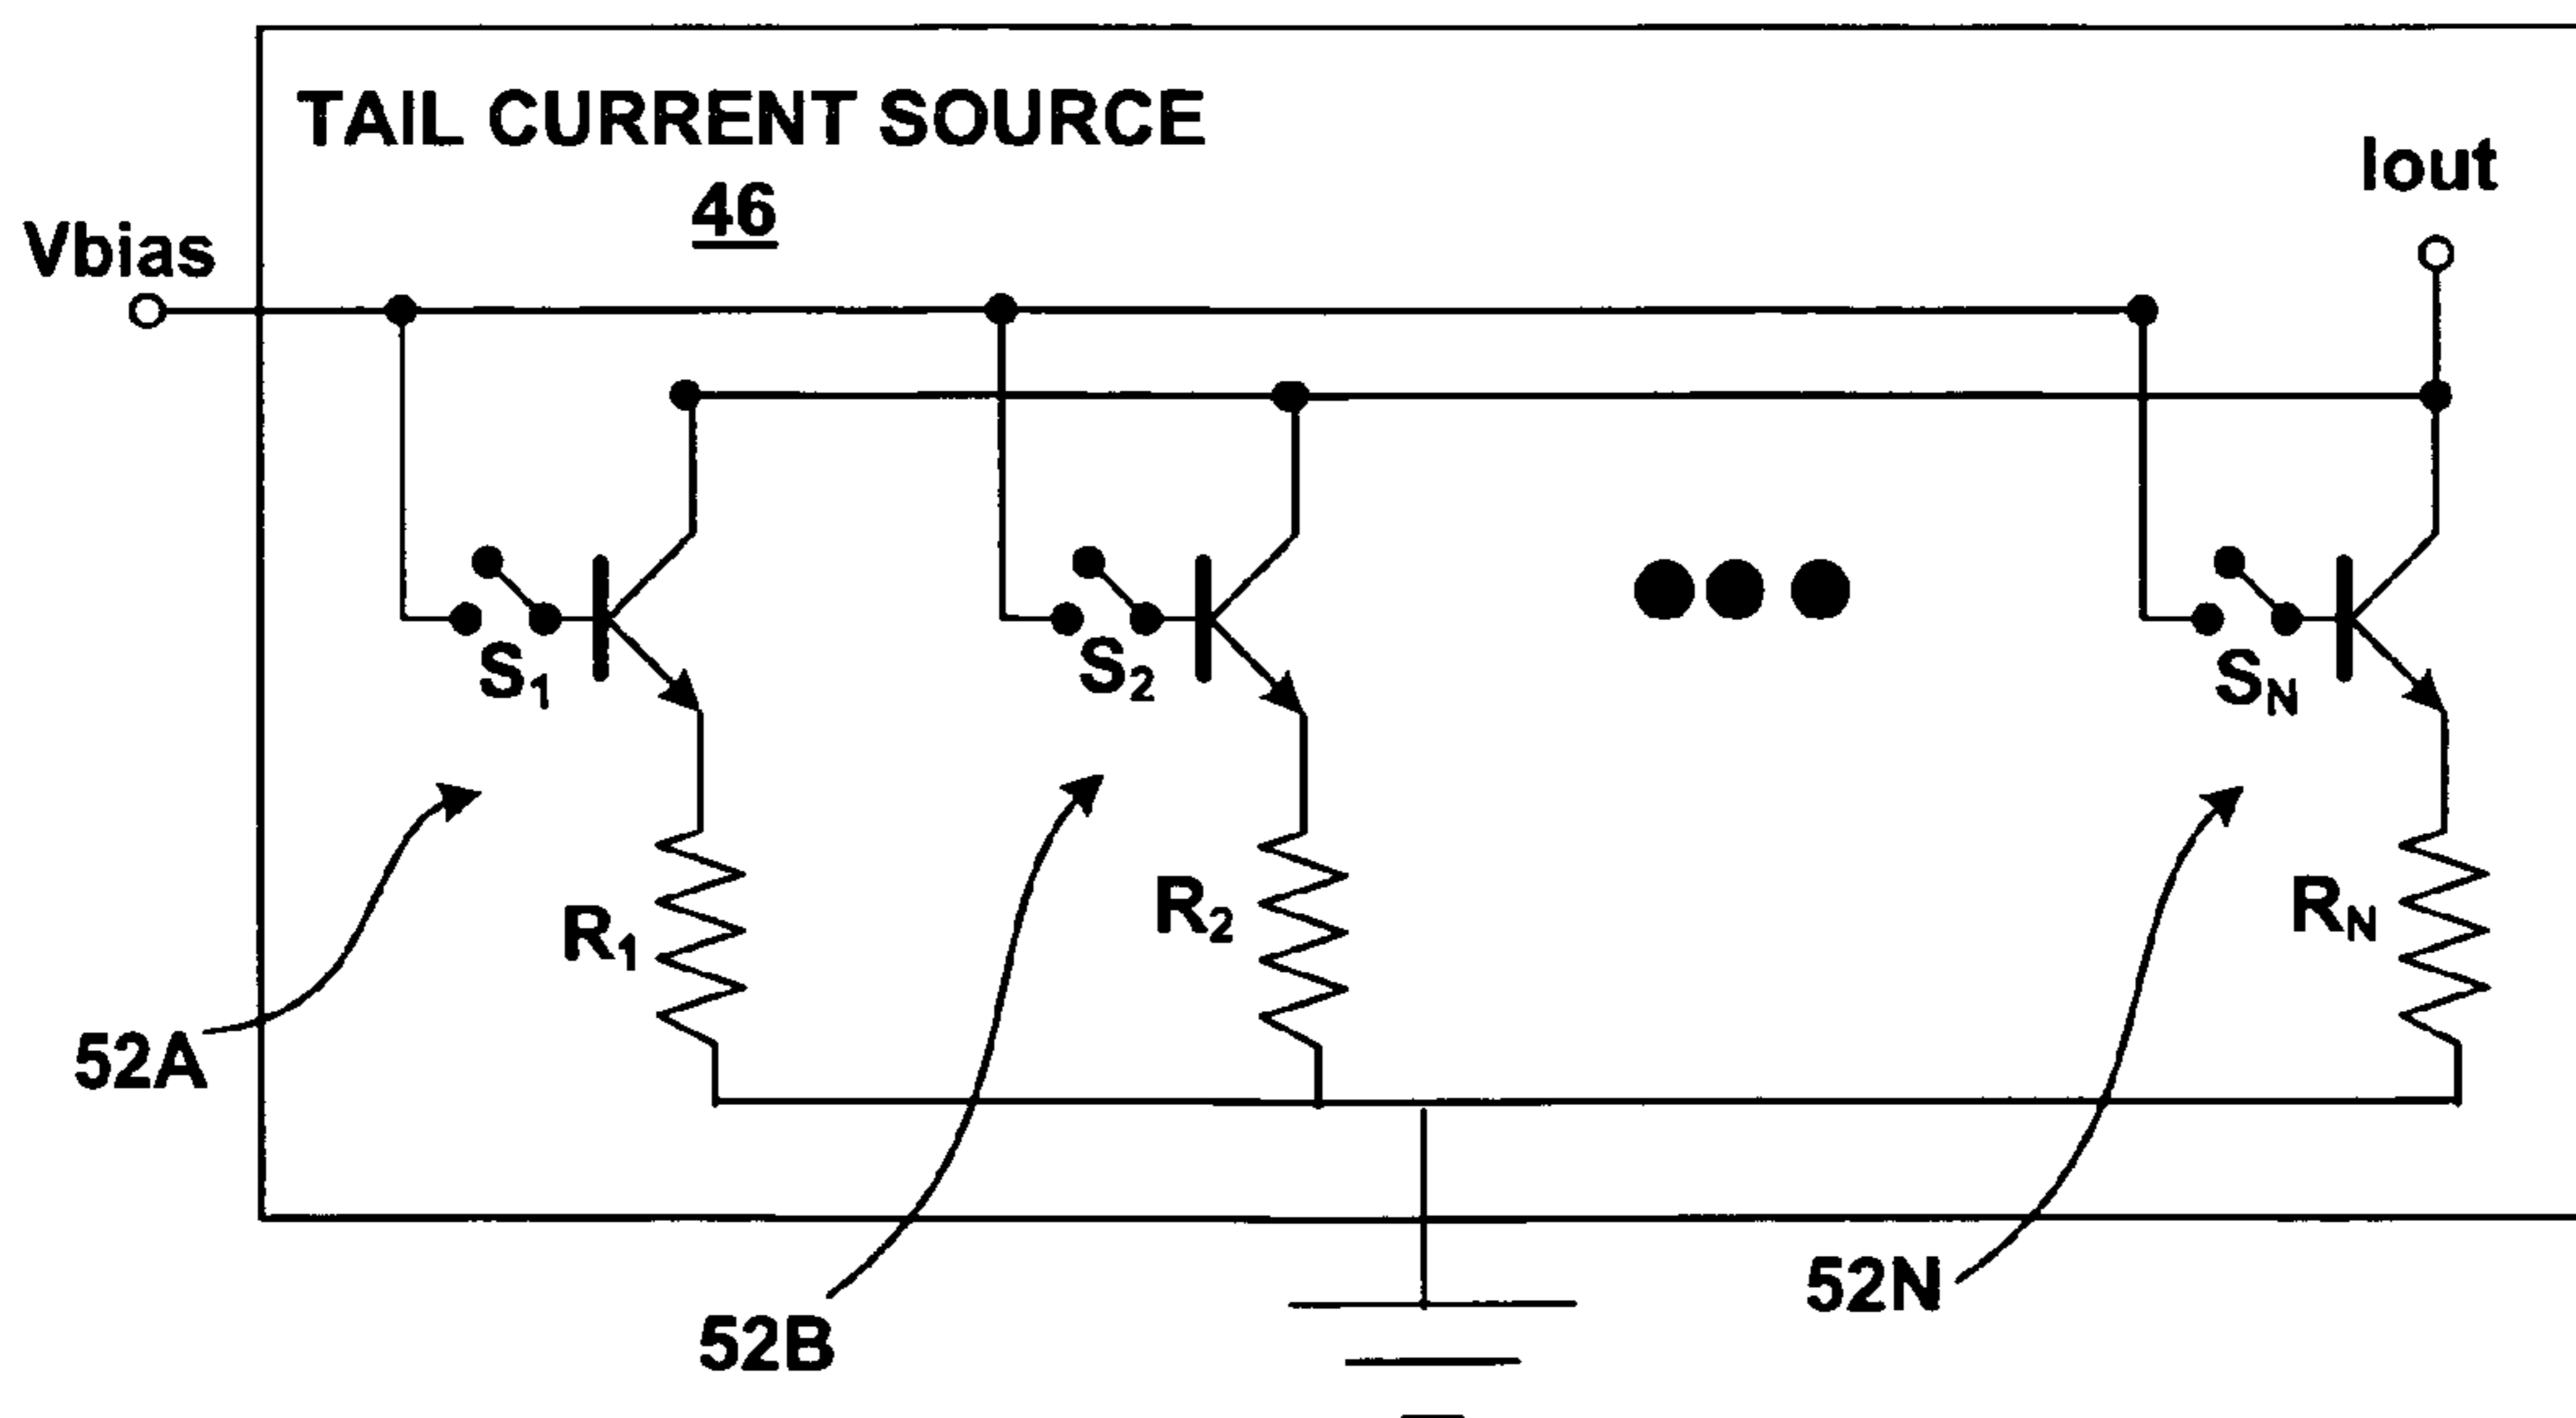 TAIL CURRENT SOURCE
46
Iout
Vbias
S1
S2
SN
R1
R2
RN
52A
52B
52N